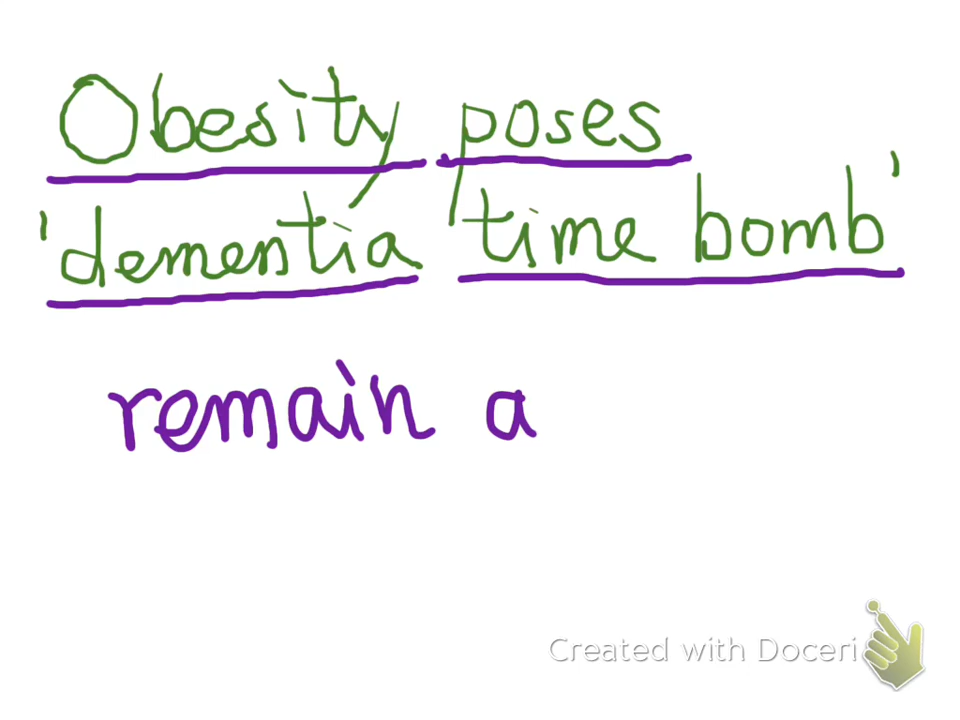 Obesity poses
'dementia time bomb'
remain a
Created with Doceri